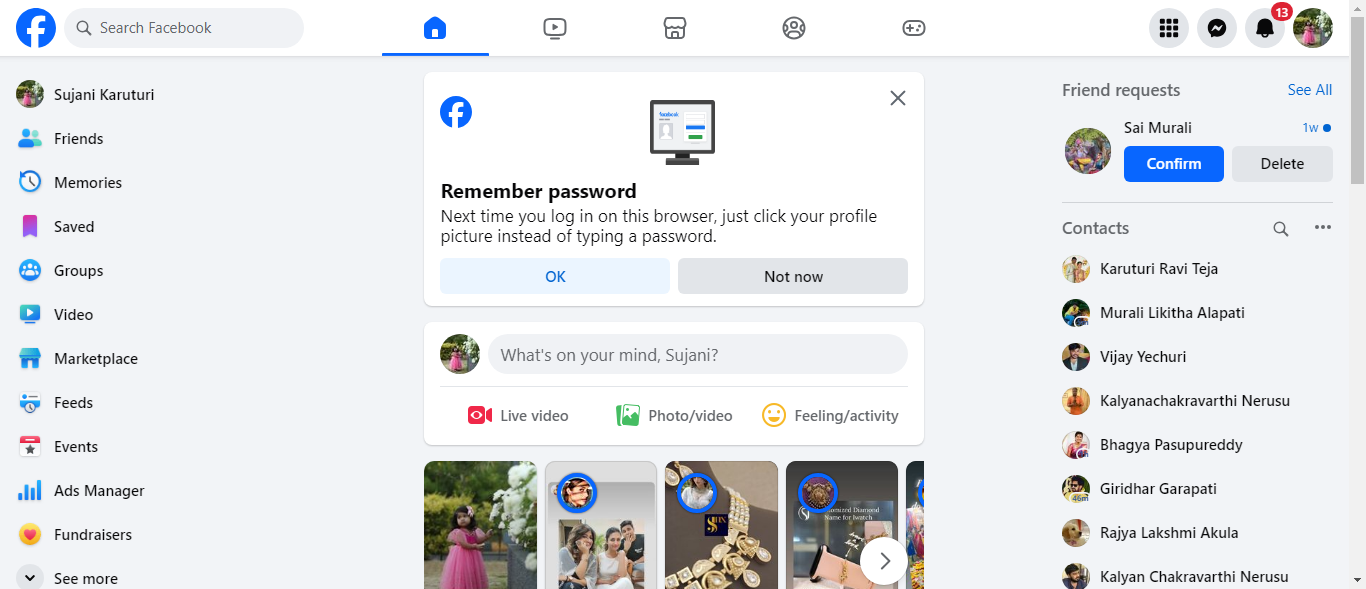 Search Facebook
13
Sujani Karuturi
Friends
Memories
Saved
Groups
Video
Marketplace
Feeds
Events
Ads Manager
Fundraisers
See more
facebook
Remember password
Next time you log in on this browser, just click your profile
picture instead of typing a password.
OK
Not now
What's on your mind, Sujani?
Live video
Photo/video
Feeling/activity
Diamond
Name for Iwatch
Friend requests
See All
Sai Murali
1w
Confirm
Delete
Contacts
Karuturi Ravi Teja
Murali Likitha Alapati
Vijay Yechuri
Kalyanachakravarthi Nerusu
Bhagya Pasupureddy
Giridhar Garapati
46m
Rajya Lakshmi Akula
Kalyan Chakravarthi Nerusu